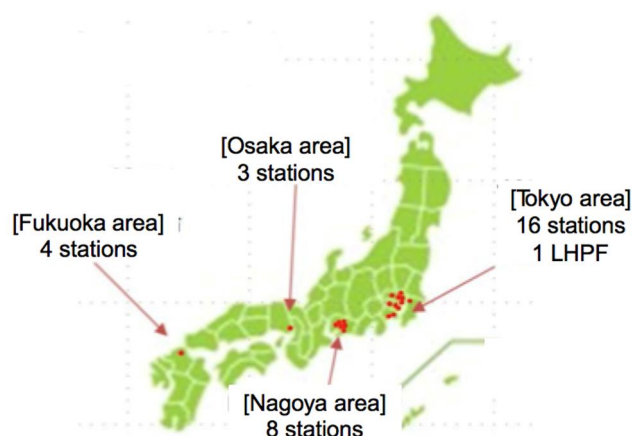 [Osaka area]
3 stations
[Tokyo area]
16 stations
1 LHPF
[Fukuoka area]
4 stations
[Nagoya area]
8 stations